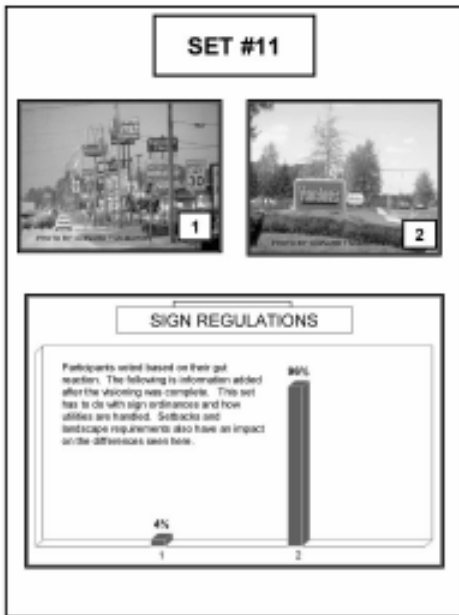 SET #11
1
2
SIGN REGULATIONS
Participants voted based on their gut
reaction. The following is information added
after the visioning was complete. This set
has to do with sign ordinances and how
utilities are handled. Setbacks and
landscape requirements also have an impact
on the differences seen here.
96%
4%
1
2